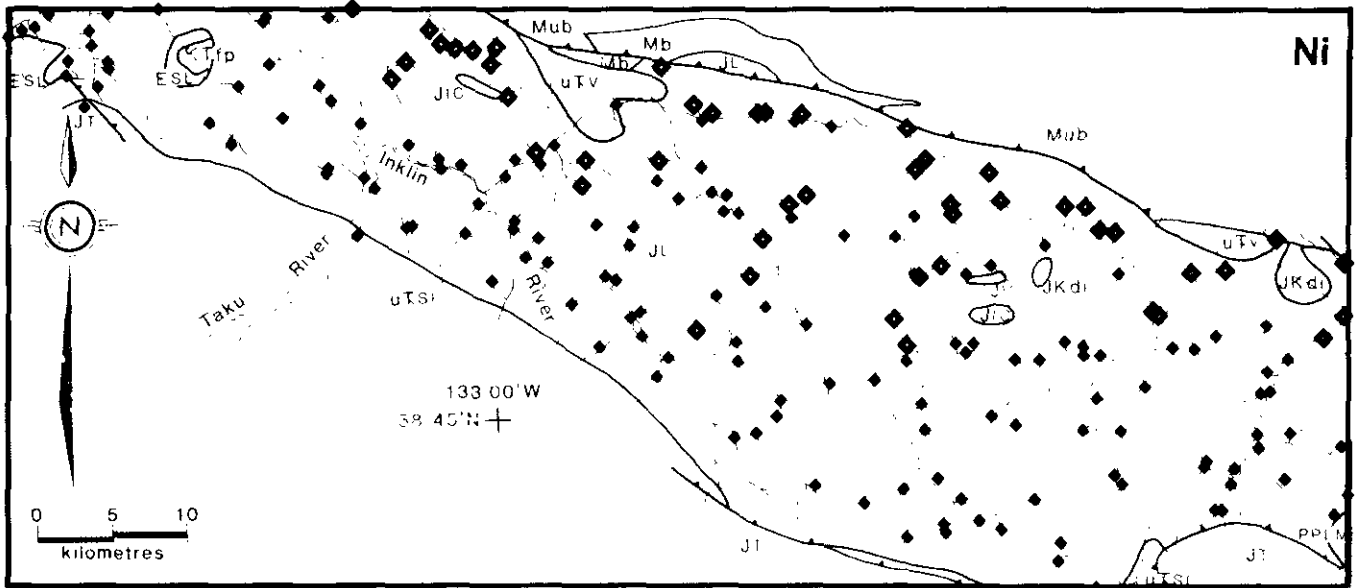 Ni
Mub
Mb
Mb
JL
uTv
Tfp
ESL
ESL
JT
Mub
Inklin
N
River
Taku
uTSI
River
JL
JKdi
uTv
JKdi
133 00'W
58 45'N
0 5 10
kilometres
JT
JT
uTSI